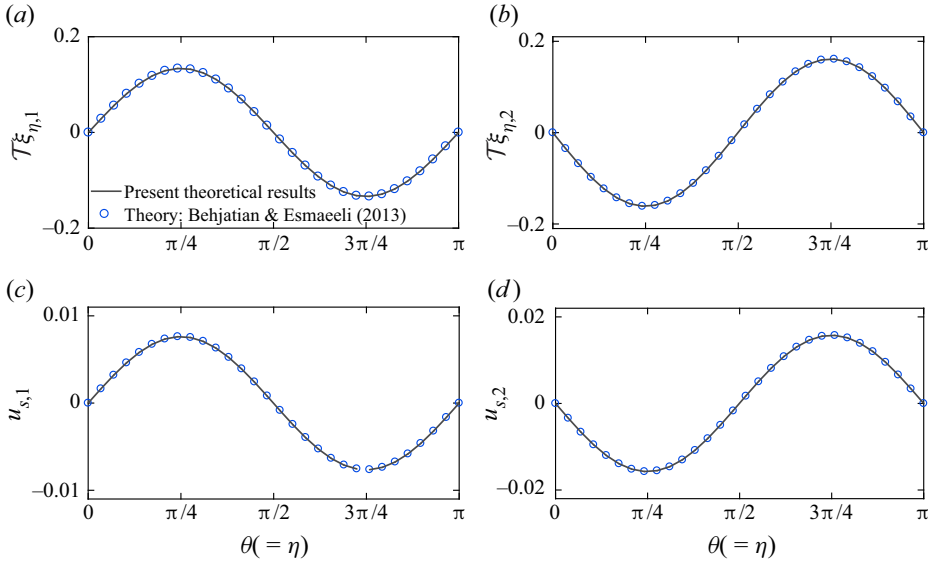 (a)
0.2
0
−0.2
𝒯ξη,1
Present theoretical results
Theory; Behjatian & Esmaeeli (2013)
0 π/4 π/2 3π/4 π
(b)
0.2
0
−0.2
𝒯ξη,2
0 π/4 π/2 3π/4 π
(c)
0.01
0
−0.01
us,1
0 π/4 π/2 3π/4 π
θ(= η)
(d)
0.02
0
−0.02
us,2
0 π/4 π/2 3π/4 π
θ(= η)